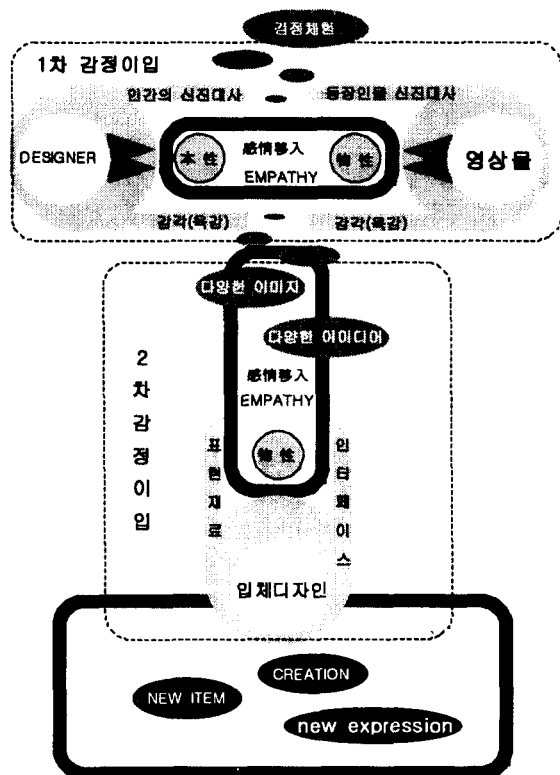 감정체험
1차 감정이입
인간의 신진대사
등장인물 신진대사
DESIGNER
本性
感情移入
EMPATHY
物性
영상물
감각(육감)
감각(육감)
다양한 이미지
다양한 아이디어
2차감정이입
感情移入
EMPATHY
物性
표현재료
인터페이스
입체디자인
CREATION
NEW ITEM
new expression